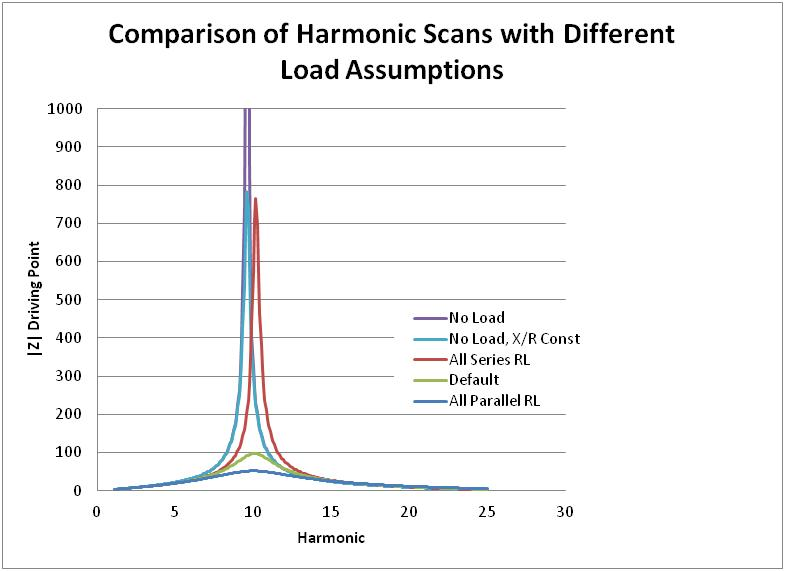 Comparison of Harmonic Scans with Different
Load Assumptions
1000
900
800
700
600
500
400
300
200
100
0
|Z| Driving Point
No Load
No Load, X/R Const
All Series RL
Default
All Parallel RL
0 5 10 15 20 25 30
Harmonic